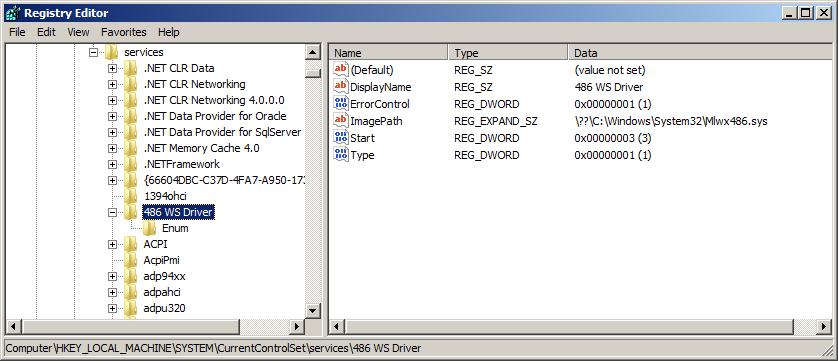 Registry Editor
File Edit View Favorites Help
services
.NET CLR Data
.NET CLR Networking
.NET CLR Networking 4.0.0.0
.NET Data Provider for Oracle
.NET Data Provider for SqlServer
.NET Memory Cache 4.0
.NETFramework
{66604DBC-C37D-4FA7-A950-173
1394ohci
486 WS Driver
Enum
ACPI
AcpiPmi
adp94xx
adpahci
adpu320
Name Type Data
(Default) REG_SZ (value not set)
DisplayName REG_SZ 486 WS Driver
ErrorControl REG_DWORD 0x00000001 (1)
ImagePath REG_EXPAND_SZ \??\C:\Windows\System32\Mlwx486.sys
Start REG_DWORD 0x00000003 (3)
Type REG_DWORD 0x00000001 (1)
Computer\HKEY_LOCAL_MACHINE\SYSTEM\CurrentControlSet\services\486 WS Driver